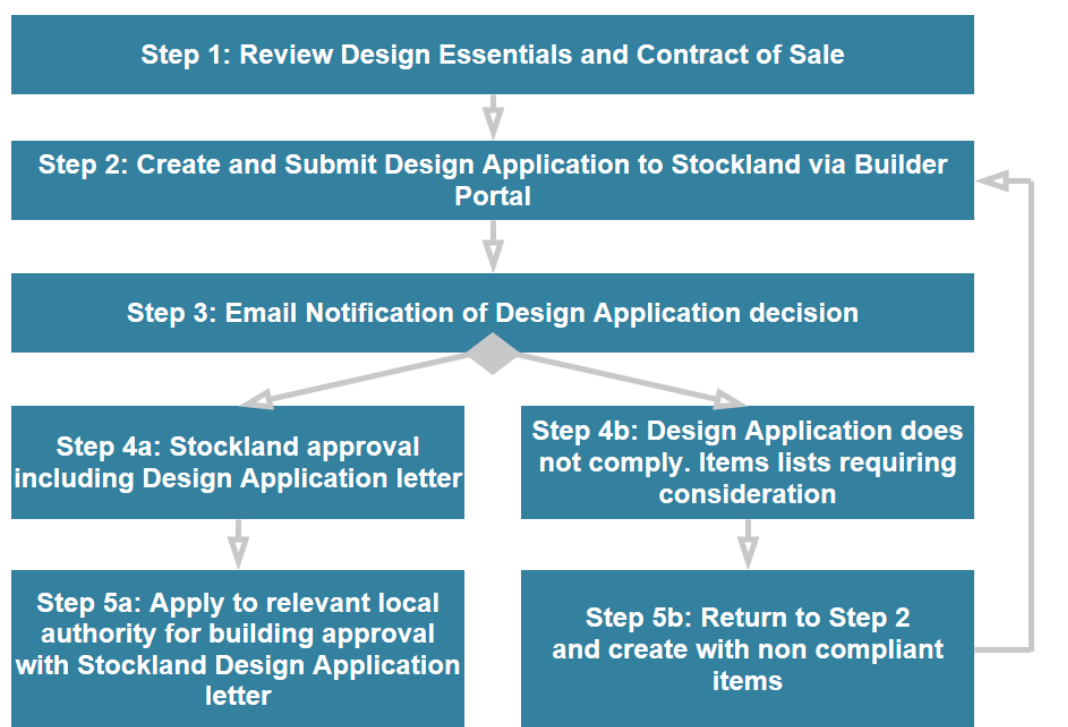 Step 1: Review Design Essentials and Contract of Sale
Step 2: Create and Submit Design Application to Stockland via Builder
Portal
Step 3: Email Notification of Design Application decision
Step 4a: Stockland approval
including Design Application letter
Step 4b: Design Application does
not comply. Items lists requiring
consideration
Step 5a: Apply to relevant local
authority for building approval
with Stockland Design Application
letter
Step 5b: Return to Step 2
and create with non compliant
items